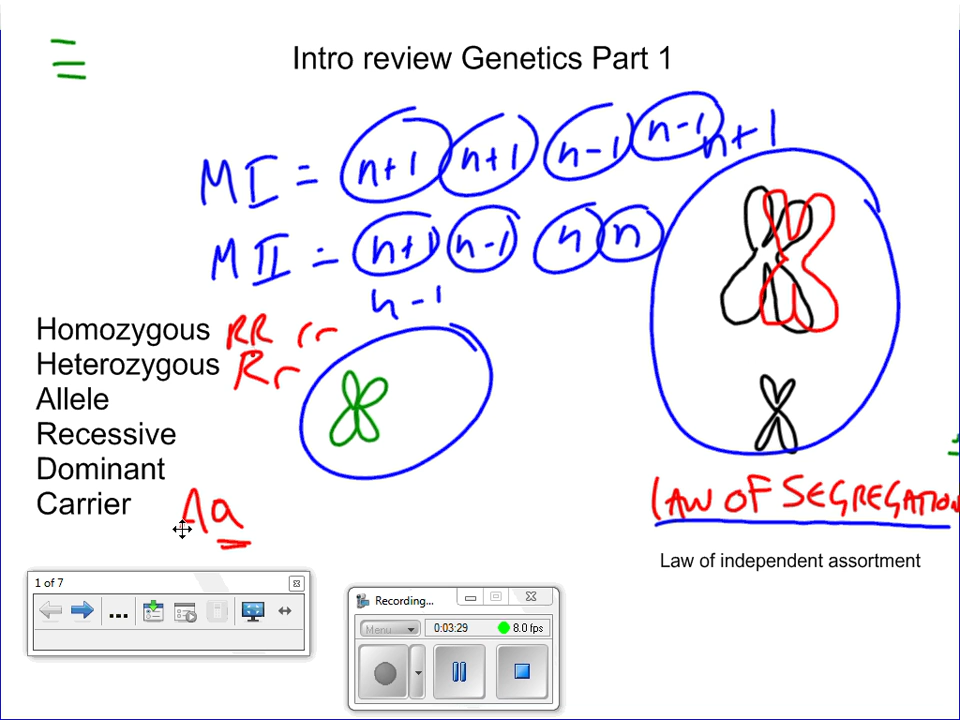 Intro review Genetics Part 1
MI = n+1 n+1 n-1 n-1 n+1
MII = n+1 n-1 n n
n-1
Homozygous RR rr
Heterozygous Rr
Allele
Recessive
Dominant
Carrier Aa
LAW OF SEGREGATION
Law of independent assortment
1 of 7
...
Recording...
Menu 0:03:29 8.0 fps